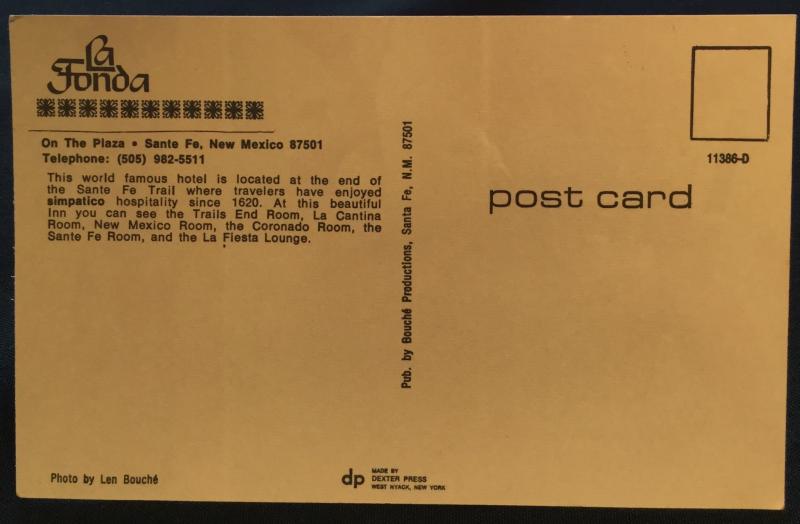 La
Fonda
On The Plaza • Sante Fe, New Mexico 87501
Telephone: (505) 982-5511
This world famous hotel is located at the end of
the Sante Fe Trail where travelers have enjoyed
simpatico hospitality since 1620. At this beautiful
Inn you can see the Trails End Room, La Cantina
Room, New Mexico Room, the Coronado Room, the
Sante Fe Room, and the La Fiesta Lounge.
Photo by Len Bouché
Pub. by Bouché Productions, Santa Fe, N.M. 87501
dp
MADE BY
DEXTER PRESS
WEST NYACK, NEW YORK
11386-D
post card